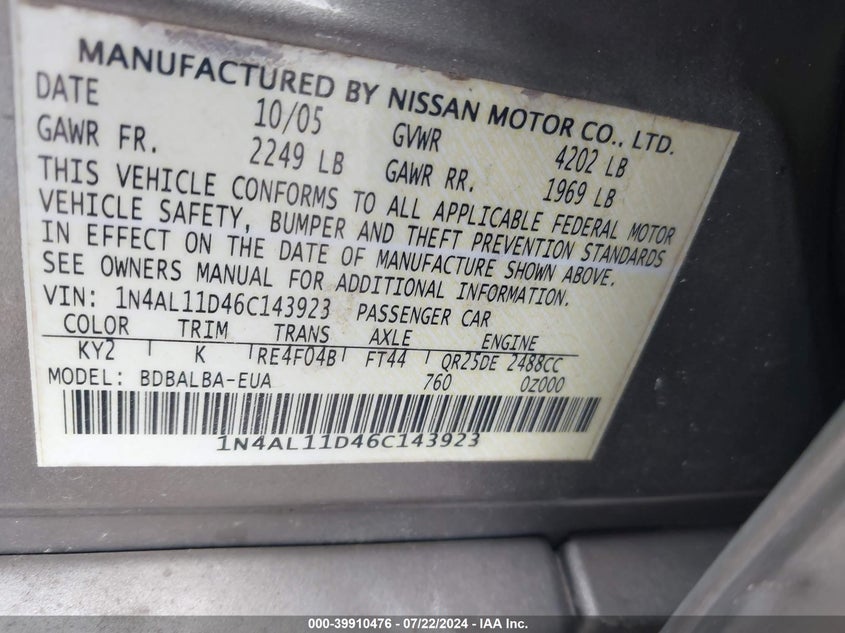 MANUFACTURED BY NISSAN MOTOR CO., LTD.
DATE 10/05 GVWR 4202 LB
GAWR FR. 2249 LB GAWR RR. 1969 LB
THIS VEHICLE CONFORMS TO ALL APPLICABLE FEDERAL MOTOR
VEHICLE SAFETY, BUMPER AND THEFT PREVENTION STANDARDS
IN EFFECT ON THE DATE OF MANUFACTURE SHOWN ABOVE.
SEE OWNERS MANUAL FOR ADDITIONAL INFORMATION.
VIN: 1N4AL11D46C143923 PASSENGER CAR
COLOR TRIM TRANS AXLE ENGINE
KY2 K RE4F04B FT44 QR25DE 2488CC
MODEL: BDBALBA-EUA 760 0Z000
1N4AL11D46C143923
000-39910476 - 07/22/2024 - IAA Inc.